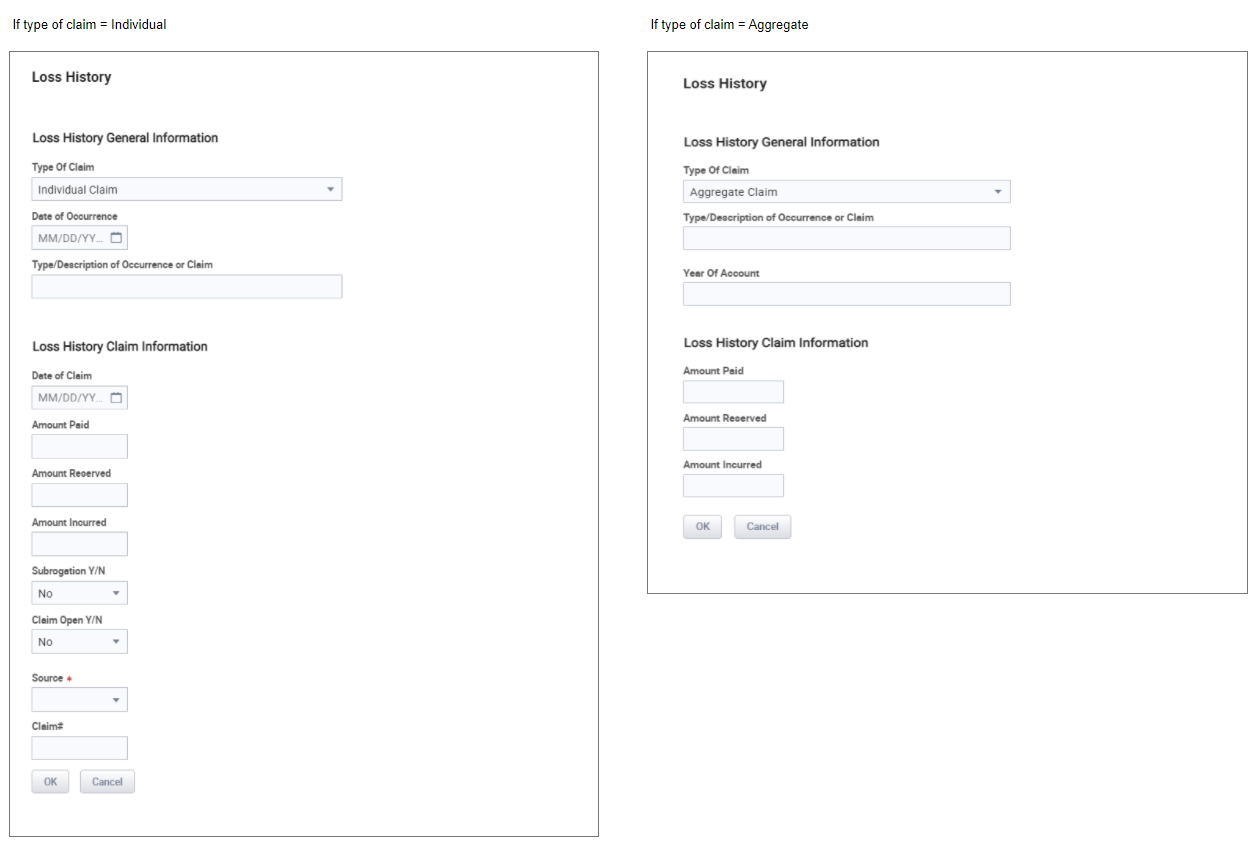 If type of claim = Individual
Loss History
Loss History General Information
Type Of Claim
Individual Claim
Date of Occurrence
MM/DD/YY...
Type/Description of Occurrence or Claim
Loss History Claim Information
Date of Claim
MM/DD/YY...
Amount Paid
Amount Reserved
Amount Incurred
Subrogation Y/N
No
Claim Open Y/N
No
Source *
Claim#
OK Cancel
If type of claim = Aggregate
Loss History
Loss History General Information
Type Of Claim
Aggregate Claim
Type/Description of Occurrence or Claim
Year Of Account
Loss History Claim Information
Amount Paid
Amount Reserved
Amount Incurred
OK Cancel